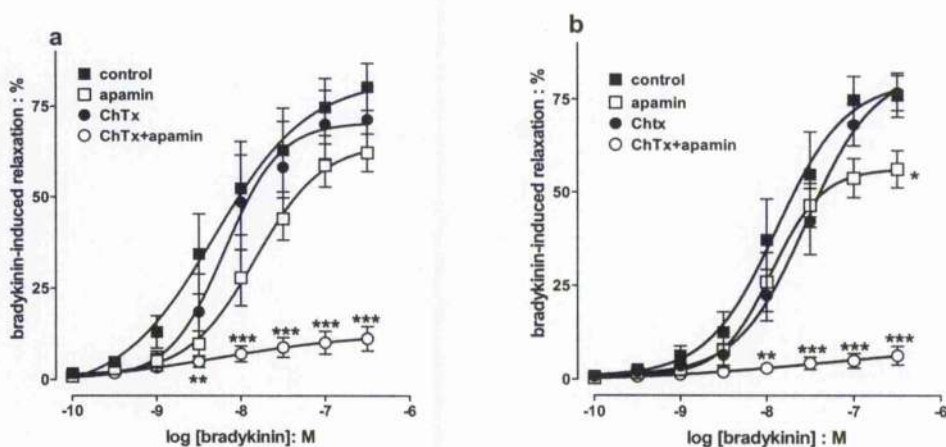 a
control
apamin
ChTx
ChTx+apamin
bradykinin-induced relaxation : %
75
50
25
0
** *** *** *** ***
-10 -9 -8 -7 -6
log [bradykinin] : M
b
control
apamin
Chtx
ChTx+apamin
bradykinin-induced relaxation : %
75
50
25
0
*
** *** *** ***
-10 -9 -8 -7 -6
log [bradykinin]: M